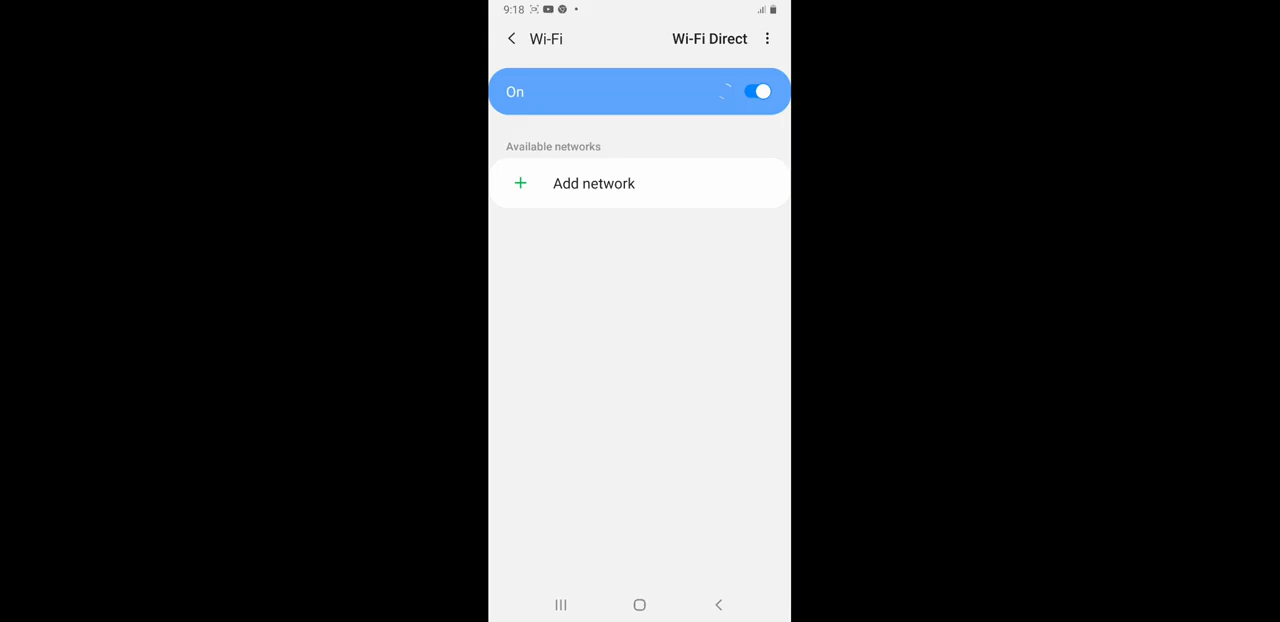 9:18
Wi-Fi
Wi-Fi Direct
On
Available networks
Add network